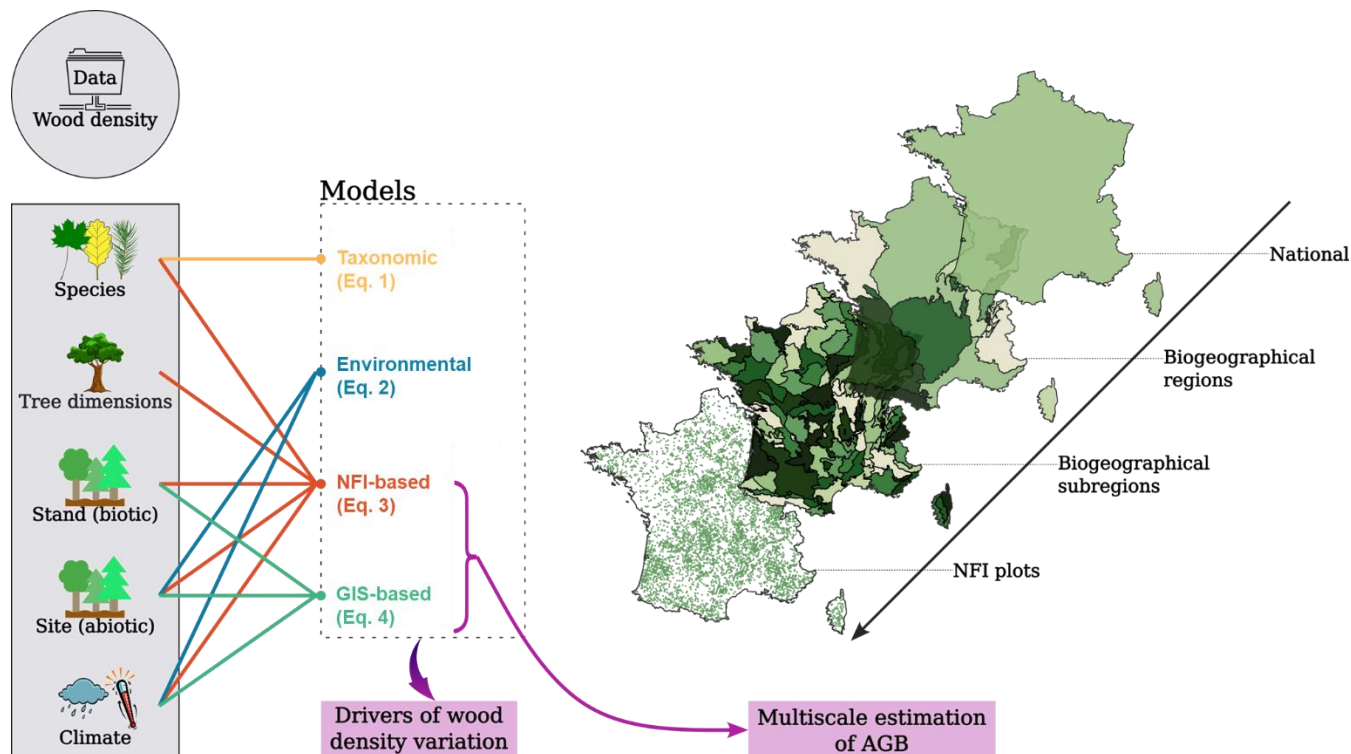 Data
Wood density
Species
Tree dimensions
Stand (biotic)
Site (abiotic)
Climate
Models
Taxonomic
(Eq. 1)
Environmental
(Eq. 2)
NFI-based
(Eq. 3)
GIS-based
(Eq. 4)
Drivers of wood
density variation
Multiscale estimation
of AGB
National
Biogeographical
regions
Biogeographical
subregions
NFI plots